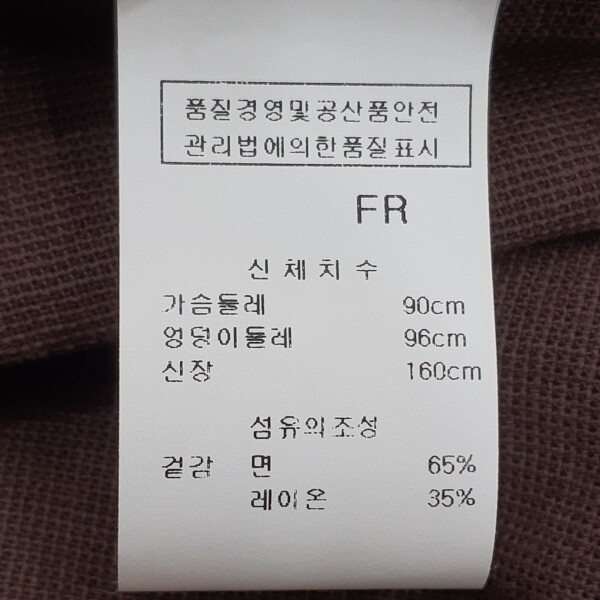 품질경영및공산품안전
관리법에의한품질표시
FR
신체치수
가슴둘레 90cm
엉덩이둘레 96cm
신장 160cm
섬유의조성
겉감 면 65%
레이온 35%